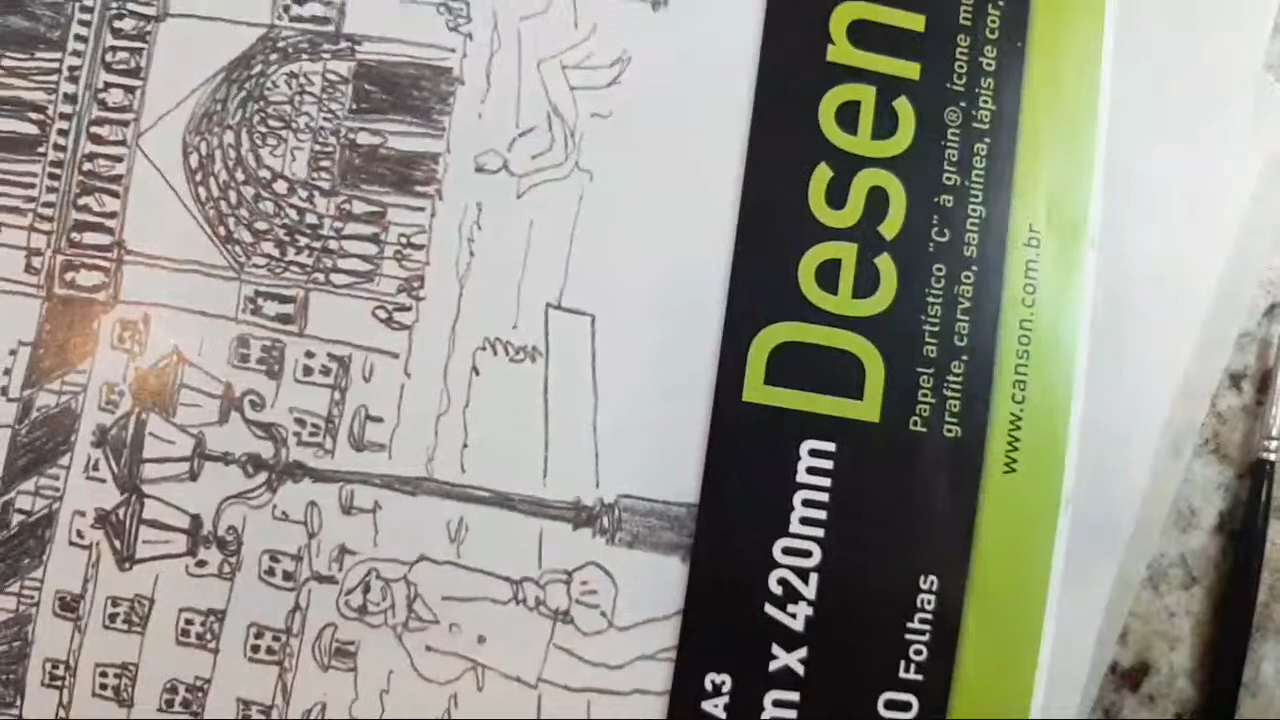 Desen
Papel artístico “C” à grain®, ícone
grafite, carvão, sanguínea, lápis de cor,
www.canson.com.br
A3
x 420mm
0 Folhas